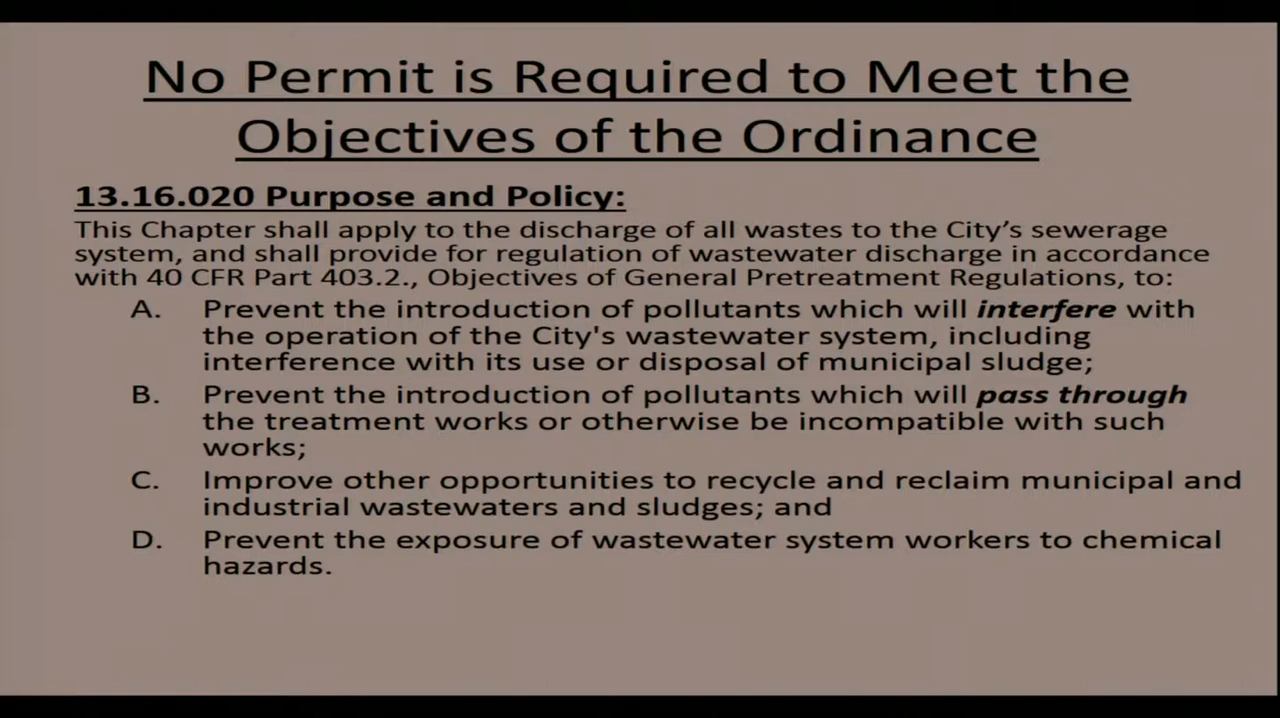 No Permit is Required to Meet the
Objectives of the Ordinance
13.16.020 Purpose and Policy:
This Chapter shall apply to the discharge of all wastes to the City’s sewerage
system, and shall provide for regulation of wastewater discharge in accordance
with 40 CFR Part 403.2., Objectives of General Pretreatment Regulations, to:
A. Prevent the introduction of pollutants which will interfere with
the operation of the City's wastewater system, including
interference with its use or disposal of municipal sludge;
B. Prevent the introduction of pollutants which will pass through
the treatment works or otherwise be incompatible with such
works;
C. Improve other opportunities to recycle and reclaim municipal and
industrial wastewaters and sludges; and
D. Prevent the exposure of wastewater system workers to chemical
hazards.